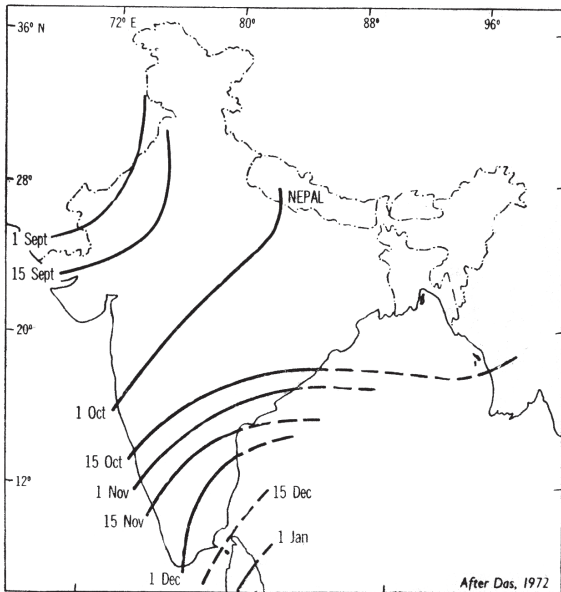 36° N
72° E
80°
88°
96°
28°
NEPAL
1 Sept
15 Sept
20°
1 Oct
15 Oct
1 Nov
12°
15 Nov
15 Dec
1 Jan
1 Dec
After Das, 1972